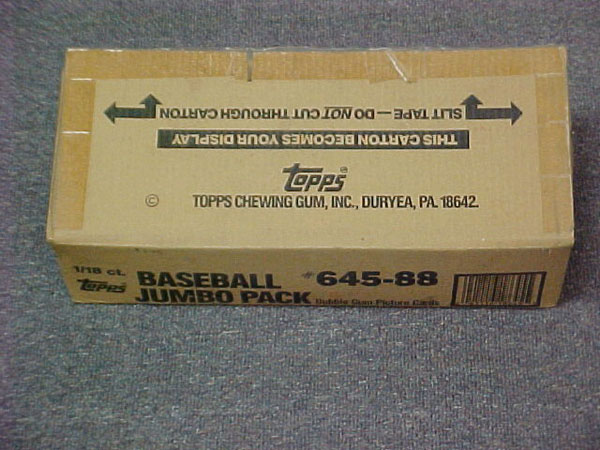 SLIT TAPE — DO NOT CUT THROUGH CARTON
THIS CARTON BECOMES YOUR DISPLAY
TOPPS®
© TOPPS CHEWING GUM, INC., DURYEA, PA. 18642.
1/18 ct.
TOPPS
BASEBALL
JUMBO PACK
#645-88
Bubble Gum Picture Cards